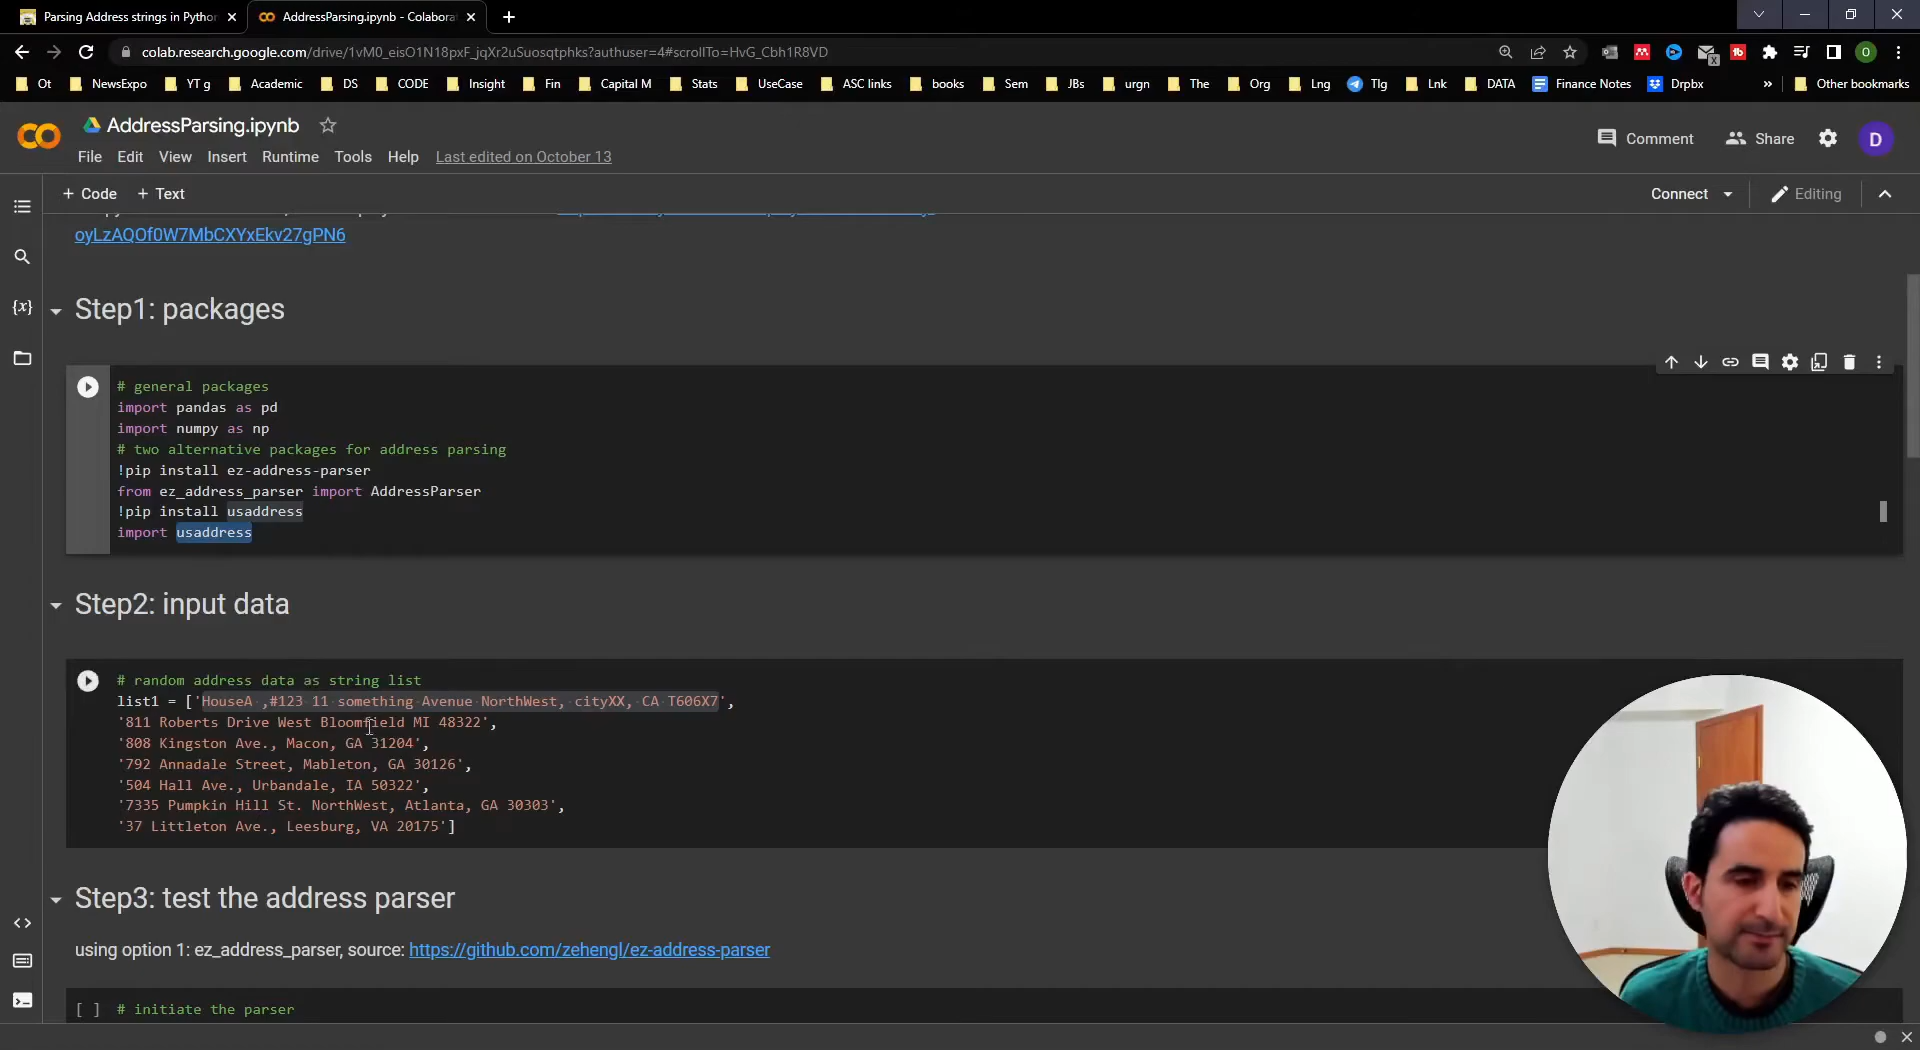 Parsing Address strings in Pytho
AddressParsing.ipynb - Colabora
colab.research.google.com/drive/1vM0_eisO1N18pxF_jqXr2uSuosqtphks?authuser=4#scrollTo=HvG_Cbh1R8VD
Ot NewsExpo YT g Academic DS CODE Insight Fin Capital M Stats UseCase ASC links books Sem JBs urgn The Org Lng Tlg Lnk DATA Finance Notes Drpbx » Other bookmarks
AddressParsing.ipynb
Comment Share D
File Edit View Insert Runtime Tools Help Last edited on October 13
+ Code + Text Connect Editing
oyLzAQOf0W7MbCXYxEkv27gPN6
Step1: packages
# general packages
import pandas as pd
import numpy as np
# two alternative packages for address parsing
!pip install ez-address-parser
from ez_address_parser import AddressParser
!pip install usaddress
import usaddress
Step2: input data
# random address data as string list
list1 = ['HouseA ,#123 11 something Avenue NorthWest, cityXX, CA T606X7',
'811 Roberts Drive West Bloomfield MI 48322',
'808 Kingston Ave., Macon, GA 31204',
'792 Annadale Street, Mableton, GA 30126',
'504 Hall Ave., Urbandale, IA 50322',
'7335 Pumpkin Hill St. NorthWest, Atlanta, GA 30303',
'37 Littleton Ave., Leesburg, VA 20175']
Step3: test the address parser
using option 1: ez_address_parser, source: https://github.com/zehengl/ez-address-parser
[ ] # initiate the parser